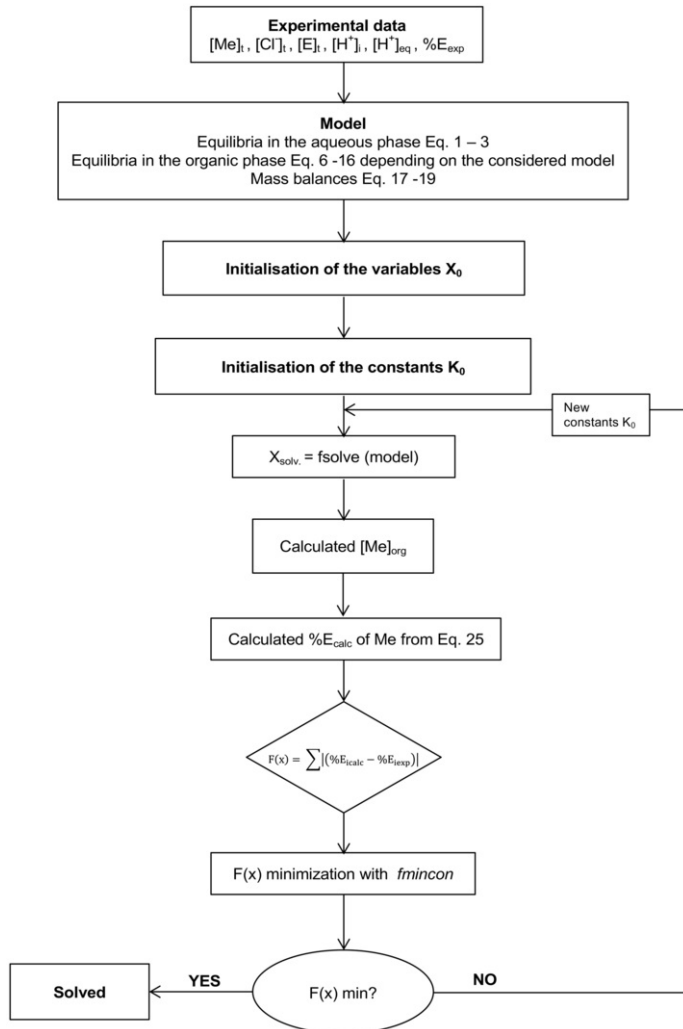 Experimental data
[Me]t, [Cl-]t, [E]t, [H+]i, [H+]eq, %Eexp
Model
Equilibria in the aqueous phase Eq. 1 – 3
Equilibria in the organic phase Eq. 6 -16 depending on the considered model
Mass balances Eq. 17 -19
Initialisation of the variables X0
Initialisation of the constants K0
New
constants K0
Xsolv. = fsolve (model)
Calculated [Me]org
Calculated %Ecalc of Me from Eq. 25
F(x) = ∑|(%Eicalc − %Eiexp)|
F(x) minimization with fmincon
F(x) min?
YES
NO
Solved